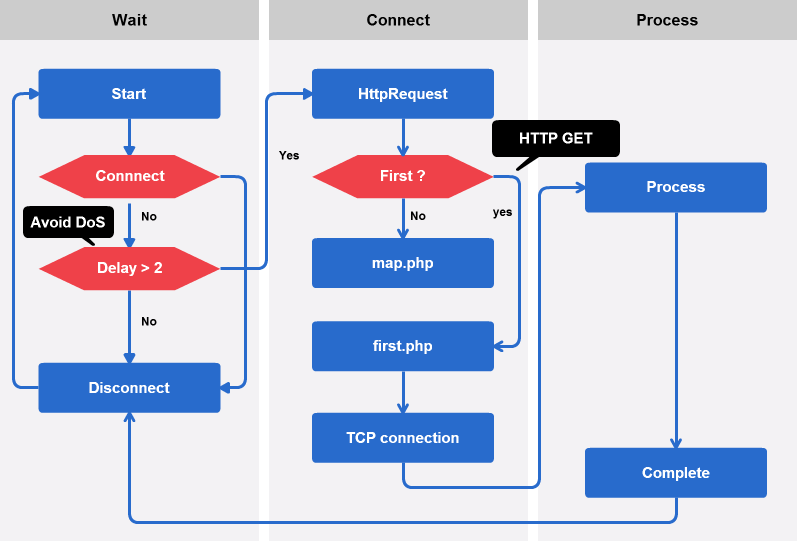 Wait
Connect
Process
Start
HttpRequest
HTTP GET
Yes
Connnect
First ?
Process
No
No
yes
Avoid DoS
Delay > 2
map.php
No
first.php
Disconnect
TCP connection
Complete